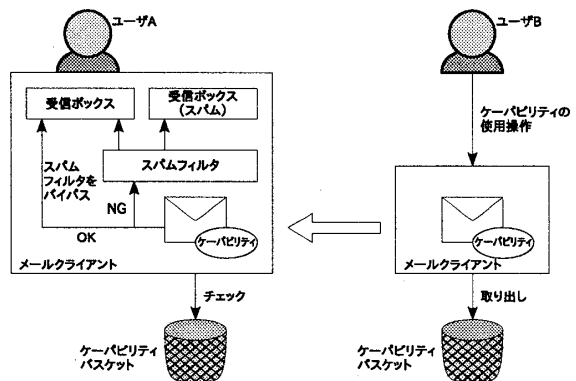 ユーザA
受信ボックス
受信ボックス
(スパム)
スパムフィルタ
スパム
フィルタを
バイパス
NG
OK
ケーパビリティ
メールクライアント
チェック
ケーパビリティ
バスケット
ユーザB
ケーパビリティの
使用操作
ケーパビリティ
メールクライアント
取り出し
ケーパビリティ
バスケット